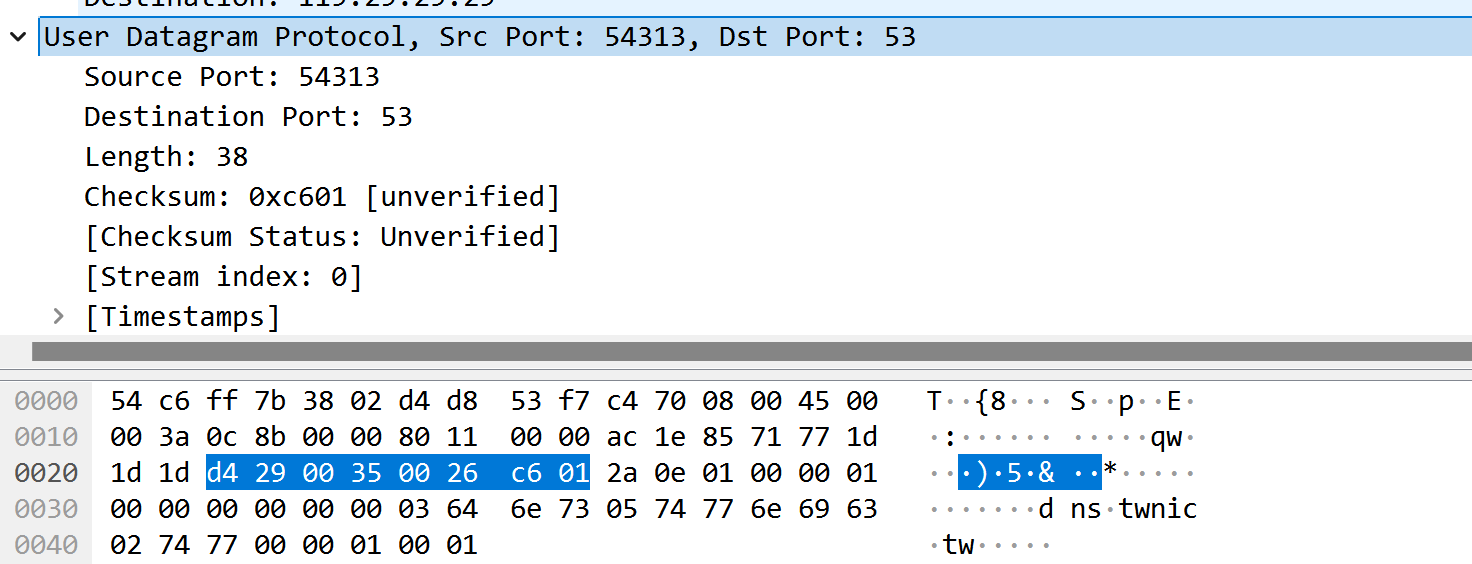 Destination: 119.29.29.29
User Datagram Protocol, Src Port: 54313, Dst Port: 53
Source Port: 54313
Destination Port: 53
Length: 38
Checksum: 0xc601 [unverified]
[Checksum Status: Unverified]
[Stream index: 0]
[Timestamps]
0000 54 c6 ff 7b 38 02 d4 d8 53 f7 c4 70 08 00 45 00 T··{8··· S··p··E·
0010 00 3a 0c 8b 00 00 80 11 00 00 ac 1e 85 71 77 1d ·:······ ·····qw·
0020 1d 1d d4 29 00 35 00 26 c6 01 2a 0e 01 00 00 01 ···)·5·& ··*·····
0030 00 00 00 00 00 00 03 64 6e 73 05 74 77 6e 69 63 ·······d ns·twnic
0040 02 74 77 00 00 01 00 01 ·tw·····